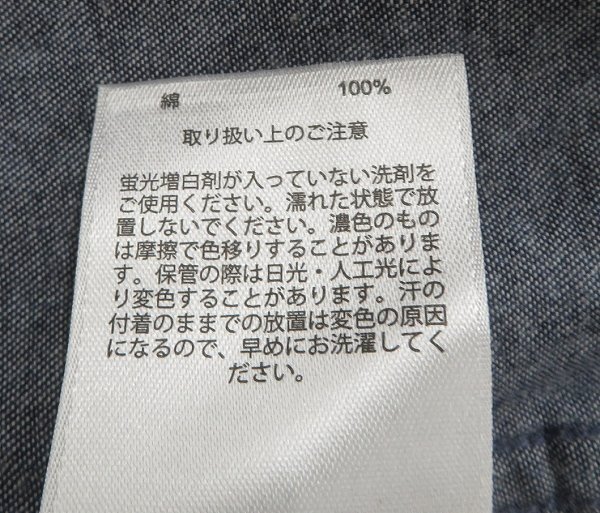 綿 100%
取り扱い上のご注意
蛍光増白剤が入っていない洗剤を
ご使用ください。濡れた状態で放
置しないでください。濃色のもの
は摩擦で色移りすることがありま
す。保管の際は日光・人工光によ
り変色することがあります。汗の
付着のままでの放置は変色の原因
になるので、早めにお洗濯してく
ださい。